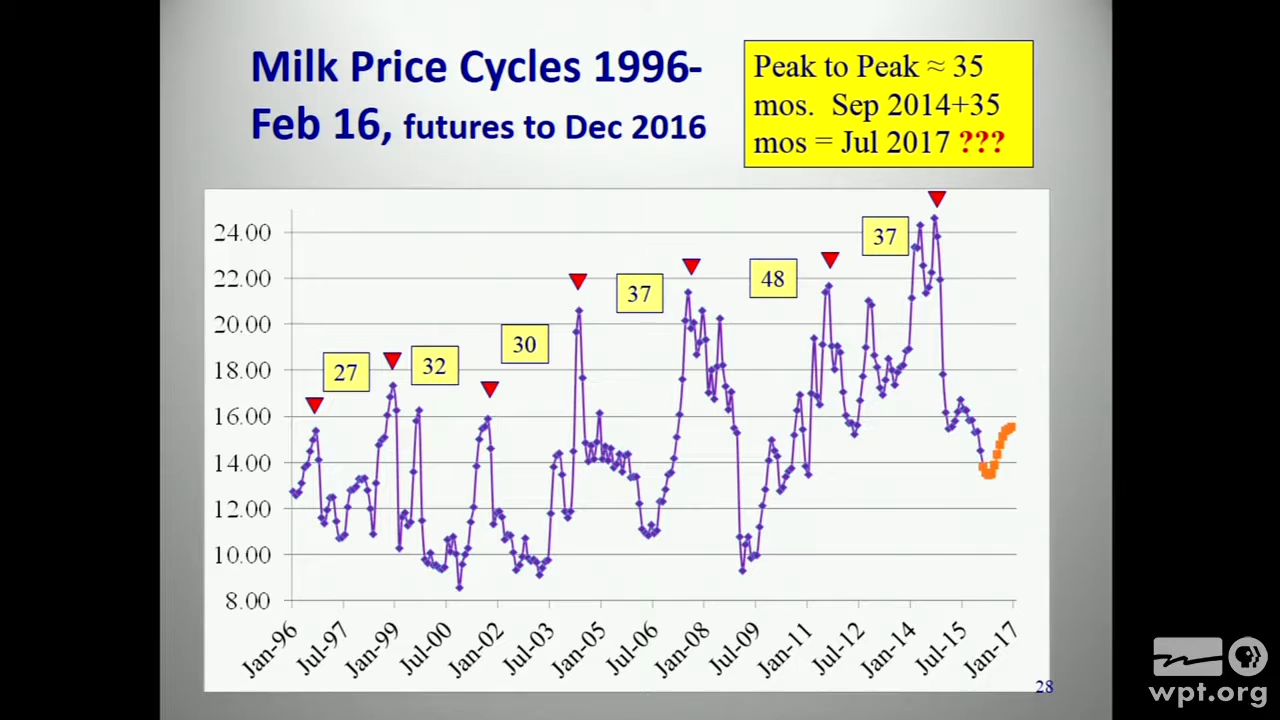 Milk Price Cycles 1996-
Feb 16, futures to Dec 2016
Peak to Peak ≈ 35
mos. Sep 2014+35
mos = Jul 2017 ???
24.00
22.00
20.00
18.00
16.00
14.00
12.00
10.00
8.00
27
32
30
37
48
37
Jan-96
Jul-97
Jan-99
Jul-00
Jan-02
Jul-03
Jan-05
Jul-06
Jan-08
Jul-09
Jan-11
Jul-12
Jan-14
Jul-15
Jan-17
28
PBS
wpt.org